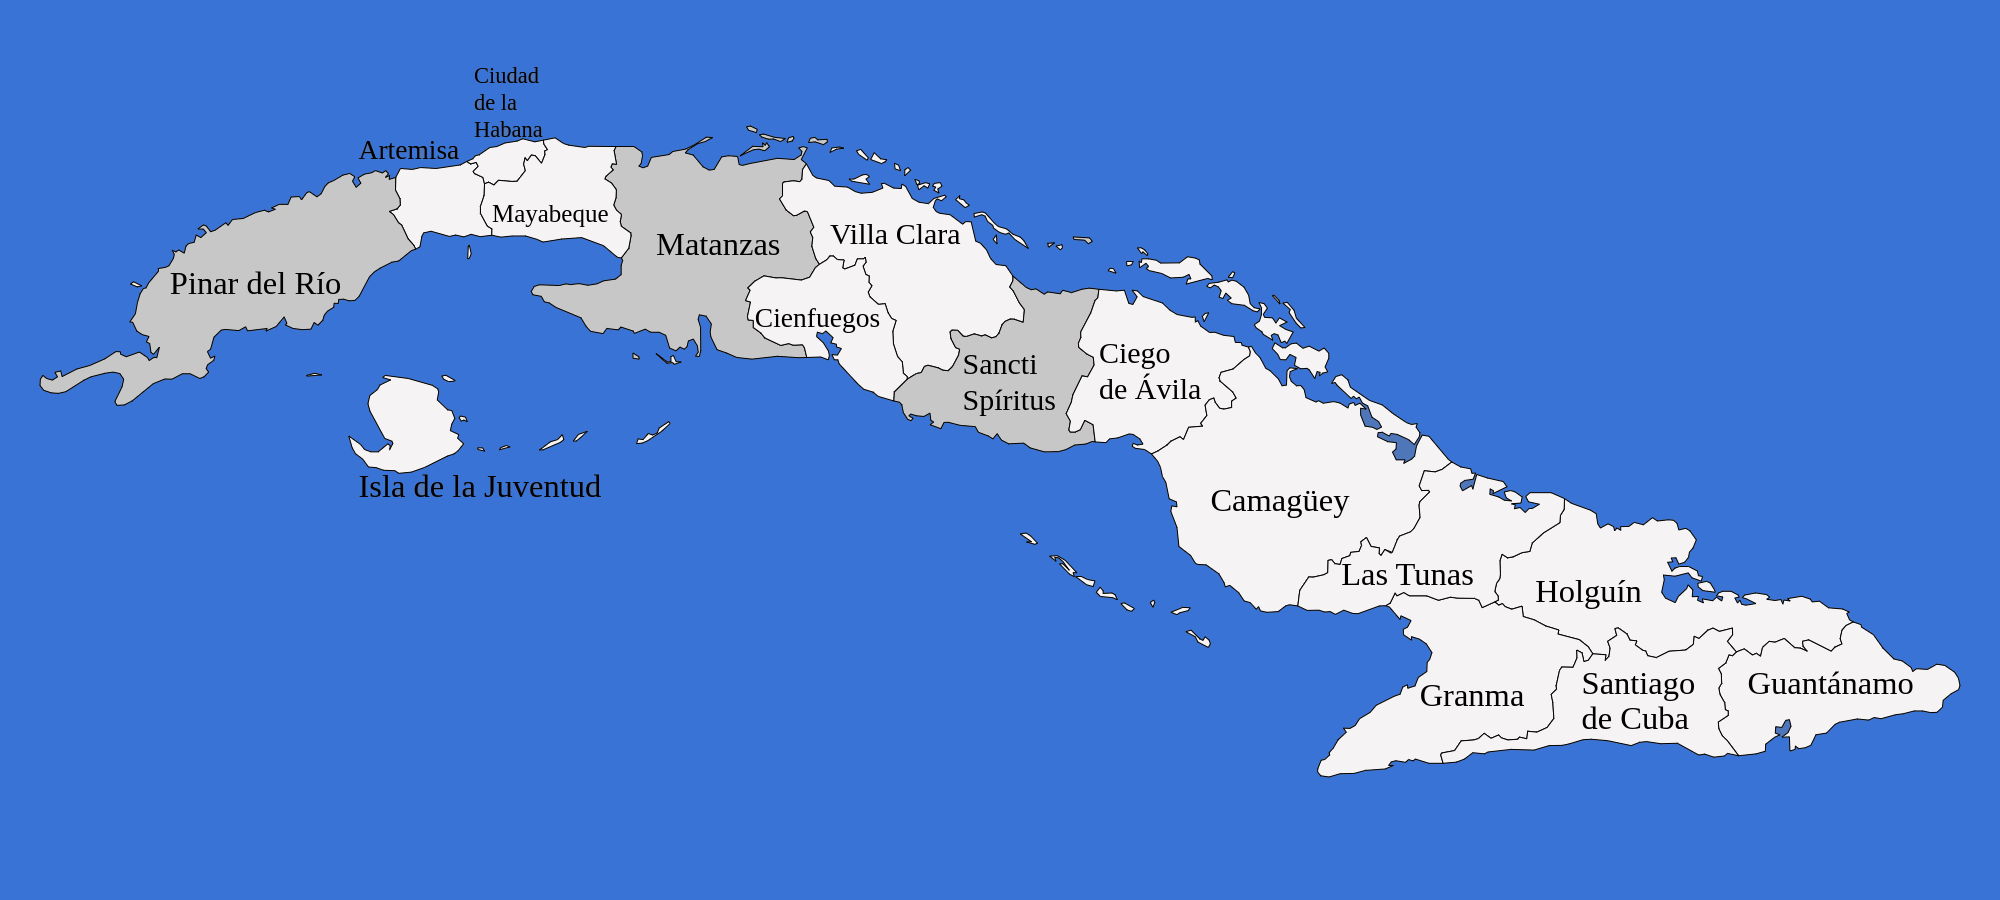 Ciudad
de la
Habana
Artemisa
Mayabeque
Pinar del Río
Matanzas
Villa Clara
Cienfuegos
Sancti
Spíritus
Ciego
de Ávila
Isla de la Juventud
Camagüey
Las Tunas
Holguín
Granma
Santiago
de Cuba
Guantánamo